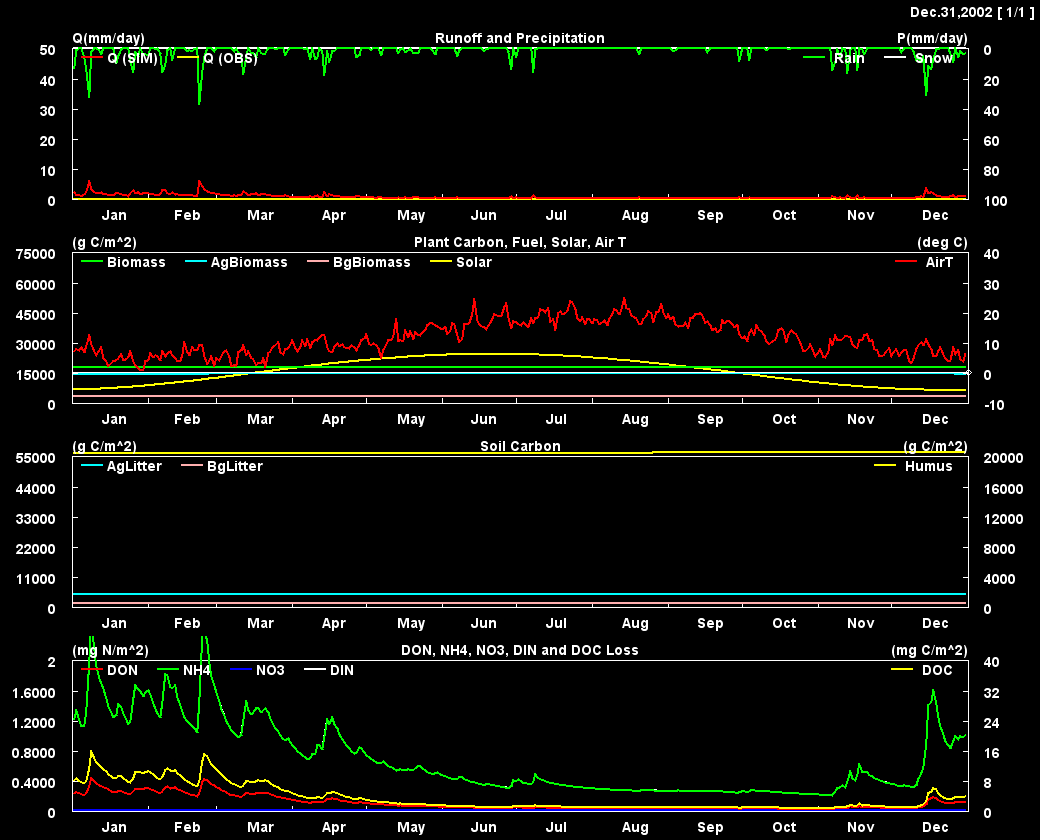 Dec.31,2002 [ 1/1 ]
Q(mm/day) Runoff and Precipitation P(mm/day)
50 0
Q (SIM) Q (OBS) Rain Snow
40 20
30 40
20 60
10 80
0 100
Jan Feb Mar Apr May Jun Jul Aug Sep Oct Nov Dec
(g C/m^2) Plant Carbon, Fuel, Solar, Air T (deg C)
75000 40
Biomass AgBiomass BgBiomass Solar AirT
60000 30
45000 20
30000 10
15000 0
0 -10
Jan Feb Mar Apr May Jun Jul Aug Sep Oct Nov Dec
(g C/m^2) Soil Carbon (g C/m^2)
55000 20000
AgLitter BgLitter Humus
44000 16000
33000 12000
22000 8000
11000 4000
0 0
Jan Feb Mar Apr May Jun Jul Aug Sep Oct Nov Dec
(mg N/m^2) DON, NH4, NO3, DIN and DOC Loss (mg C/m^2)
2 40
DON NH4 NO3 DIN DOC
1.6000 32
1.2000 24
0.8000 16
0.4000 8
0 0
Jan Feb Mar Apr May Jun Jul Aug Sep Oct Nov Dec